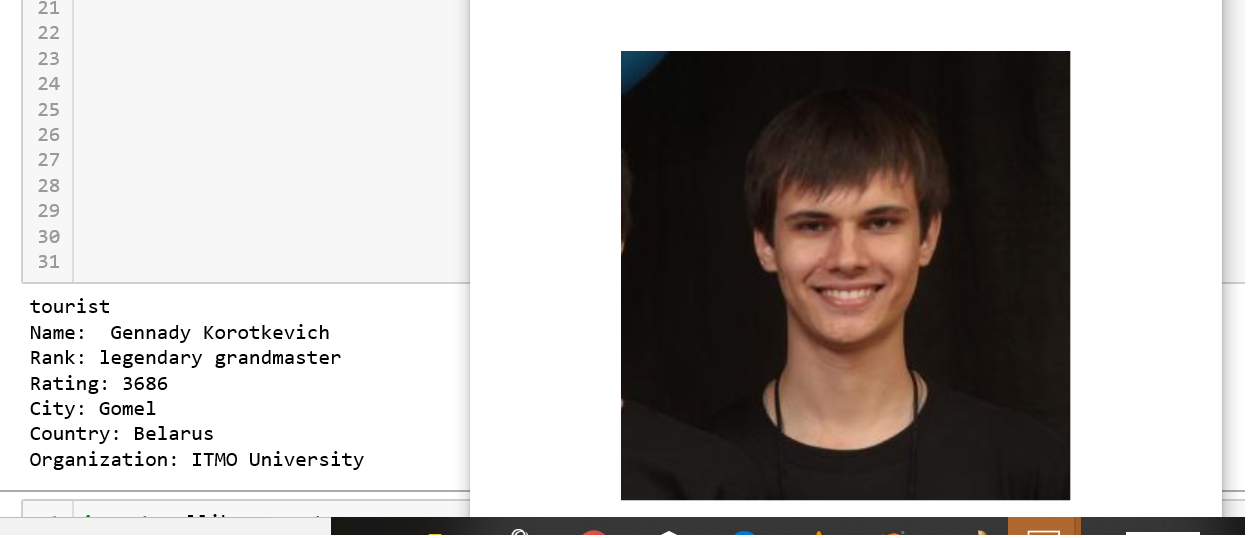 21
22
23
24
25
26
27
28
29
30
31
tourist
Name:  Gennady Korotkevich
Rank: legendary grandmaster
Rating: 3686
City: Gomel
Country: Belarus
Organization: ITMO University